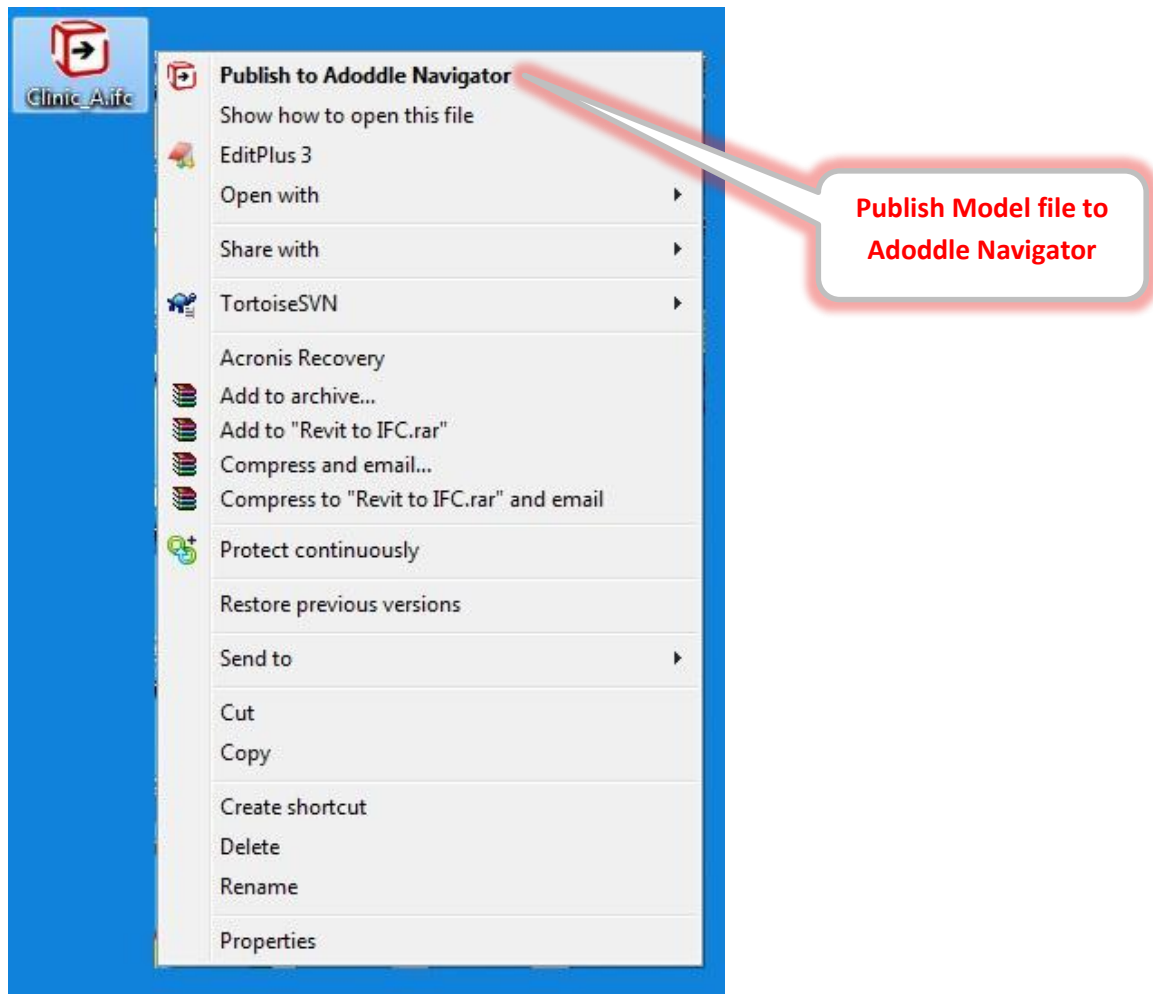 Clinic_A.ifc
Publish to Adoddle Navigator
Show how to open this file
EditPlus 3
Open with
Share with
TortoiseSVN
Acronis Recovery
Add to archive...
Add to "Revit to IFC.rar"
Compress and email...
Compress to "Revit to IFC.rar" and email
Protect continuously
Restore previous versions
Send to
Cut
Copy
Create shortcut
Delete
Rename
Properties
Publish Model file to
Adoddle Navigator